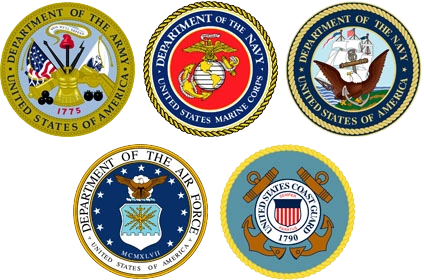 DEPARTMENT OF THE ARMY
UNITED STATES OF AMERICA
1775
DEPARTMENT OF THE NAVY
UNITED STATES MARINE CORPS
DEPARTMENT OF THE NAVY
UNITED STATES OF AMERICA
DEPARTMENT OF THE AIR FORCE
MCMXLVII
UNITED STATES OF AMERICA
UNITED STATES COAST GUARD
1790